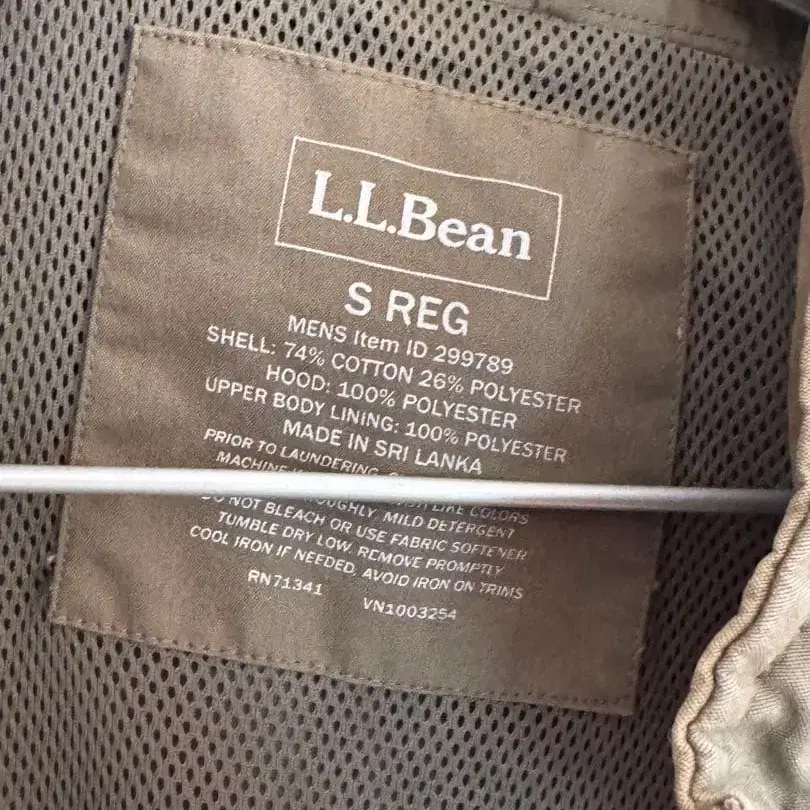 L.L.Bean
S REG
MENS Item ID 299789
SHELL: 74% COTTON 26% POLYESTER
HOOD: 100% POLYESTER
UPPER BODY LINING: 100% POLYESTER
MADE IN SRI LANKA
PRIOR TO LAUNDERING
MACHINE LIKE COLORS
MILD DETERGENT
DO NOT BLEACH OR USE FABRIC SOFTENER
TUMBLE DRY LOW. REMOVE PROMPTLY
COOL IRON IF NEEDED. AVOID IRON ON TRIMS
RN71341 VN1003254